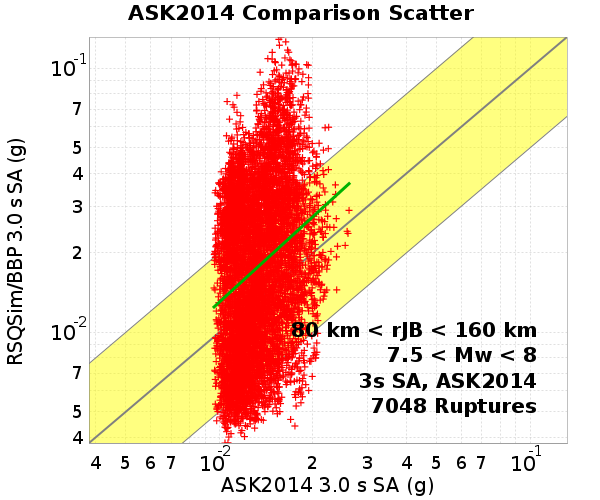 ASK2014 Comparison Scatter
RSQSim/BBP 3.0 s SA (g)
10⁻¹
7
5
4
3
2
10⁻²
7
5
4
80 km < rJB < 160 km
7.5 < Mw < 8
3s SA, ASK2014
7048 Ruptures
4 5 6 7 10⁻² 2 3 4 5 6 7 10⁻¹
ASK2014 3.0 s SA (g)